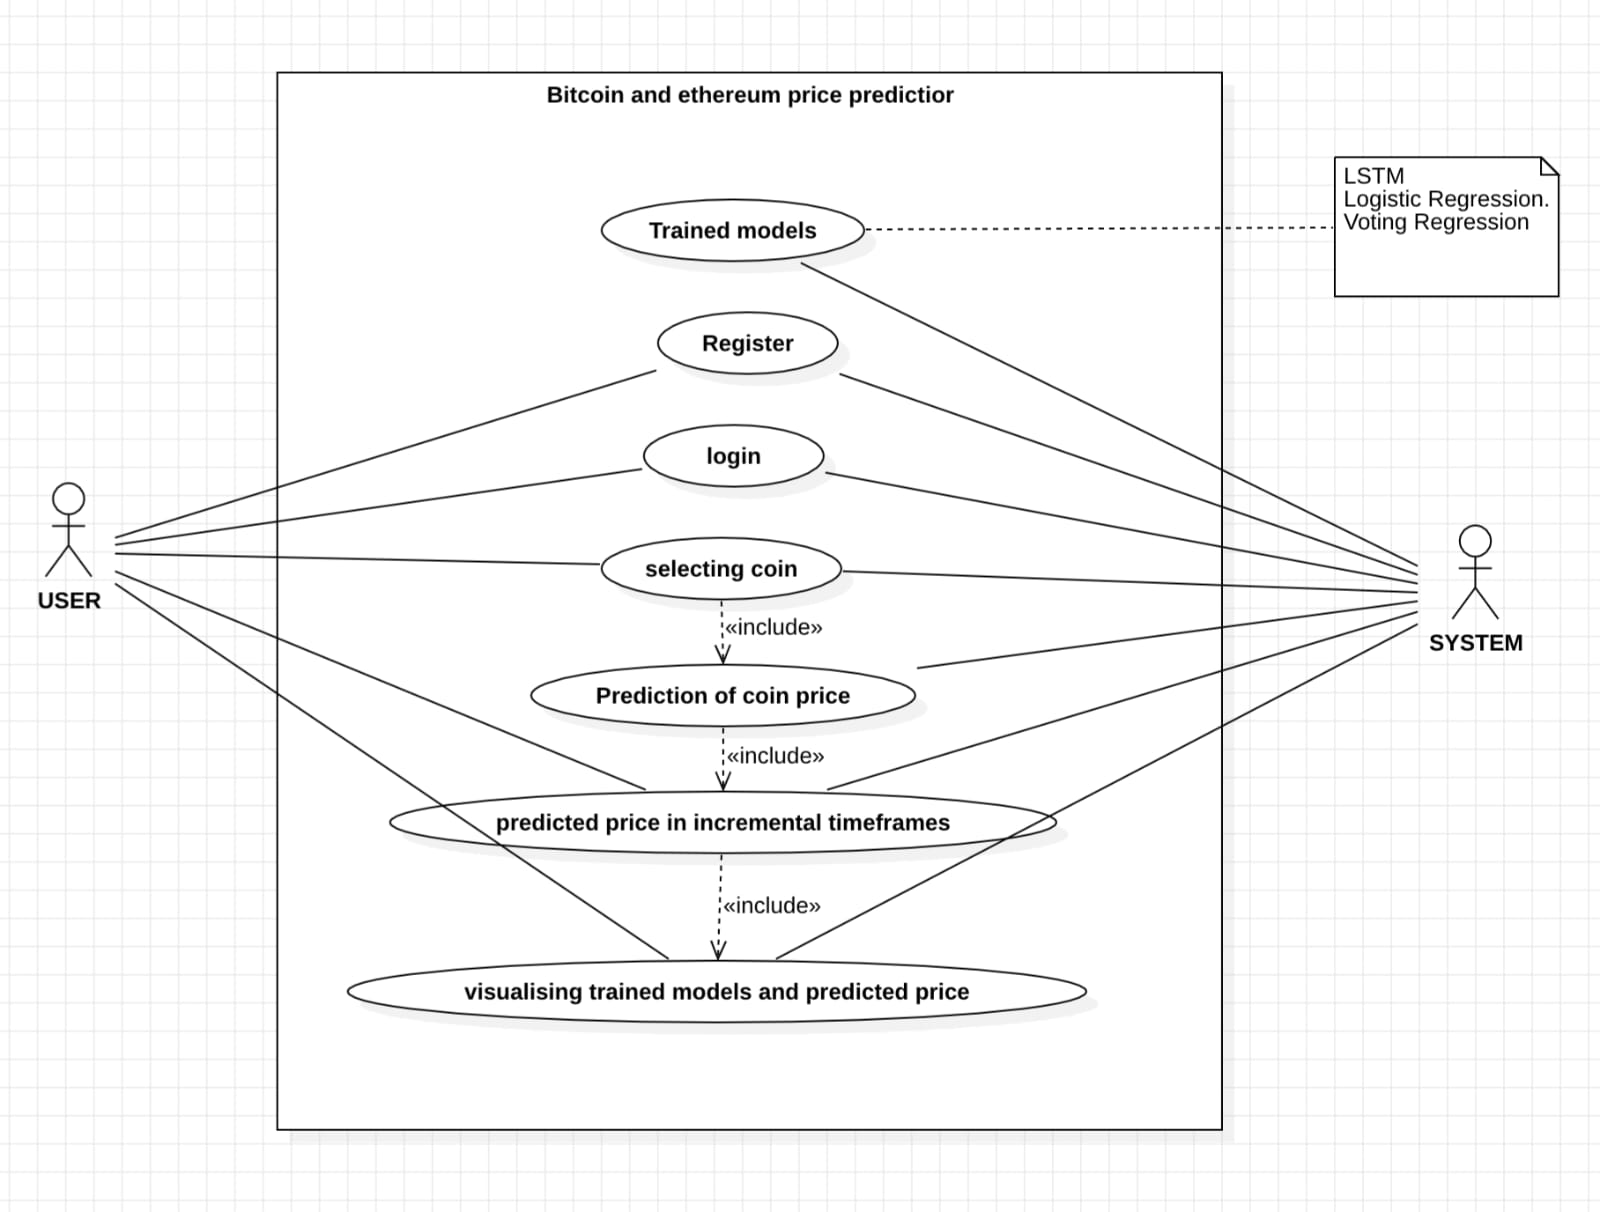 Bitcoin and ethereum price predictior
LSTM
Logistic Regression.
Voting Regression
Trained models
Register
login
selecting coin
«include»
USER
SYSTEM
Prediction of coin price
«include»
predicted price in incremental timeframes
«include»
visualising trained models and predicted price